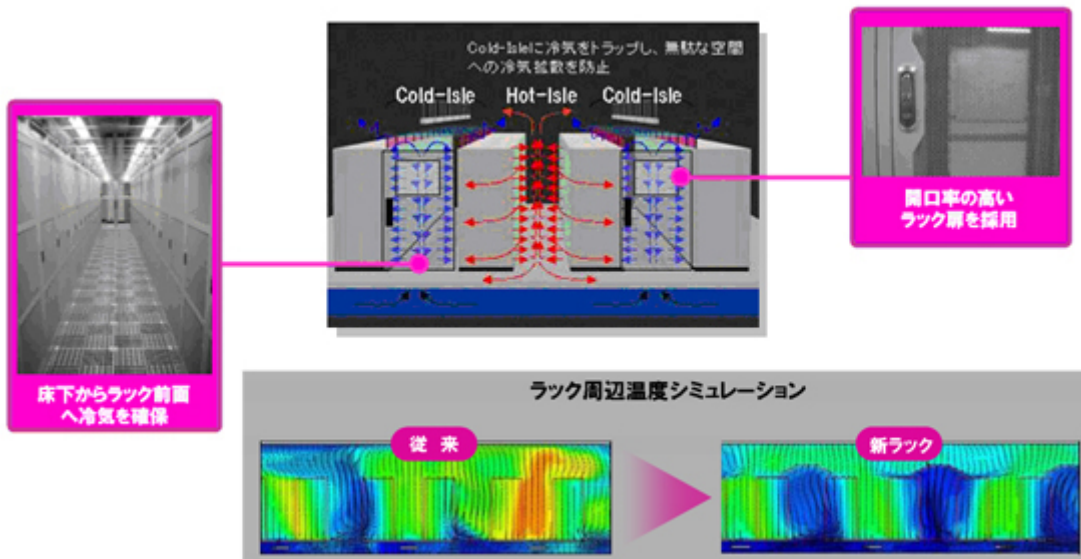 Cold-Isleに冷気をトラップし、無駄な空間
への冷気拡散を防止
Cold-Isle
Hot-Isle
Cold-Isle
開口率の高い
ラック扉を採用
床下からラック前面
へ冷気を確保
ラック周辺温度シミュレーション
従 来
新ラック